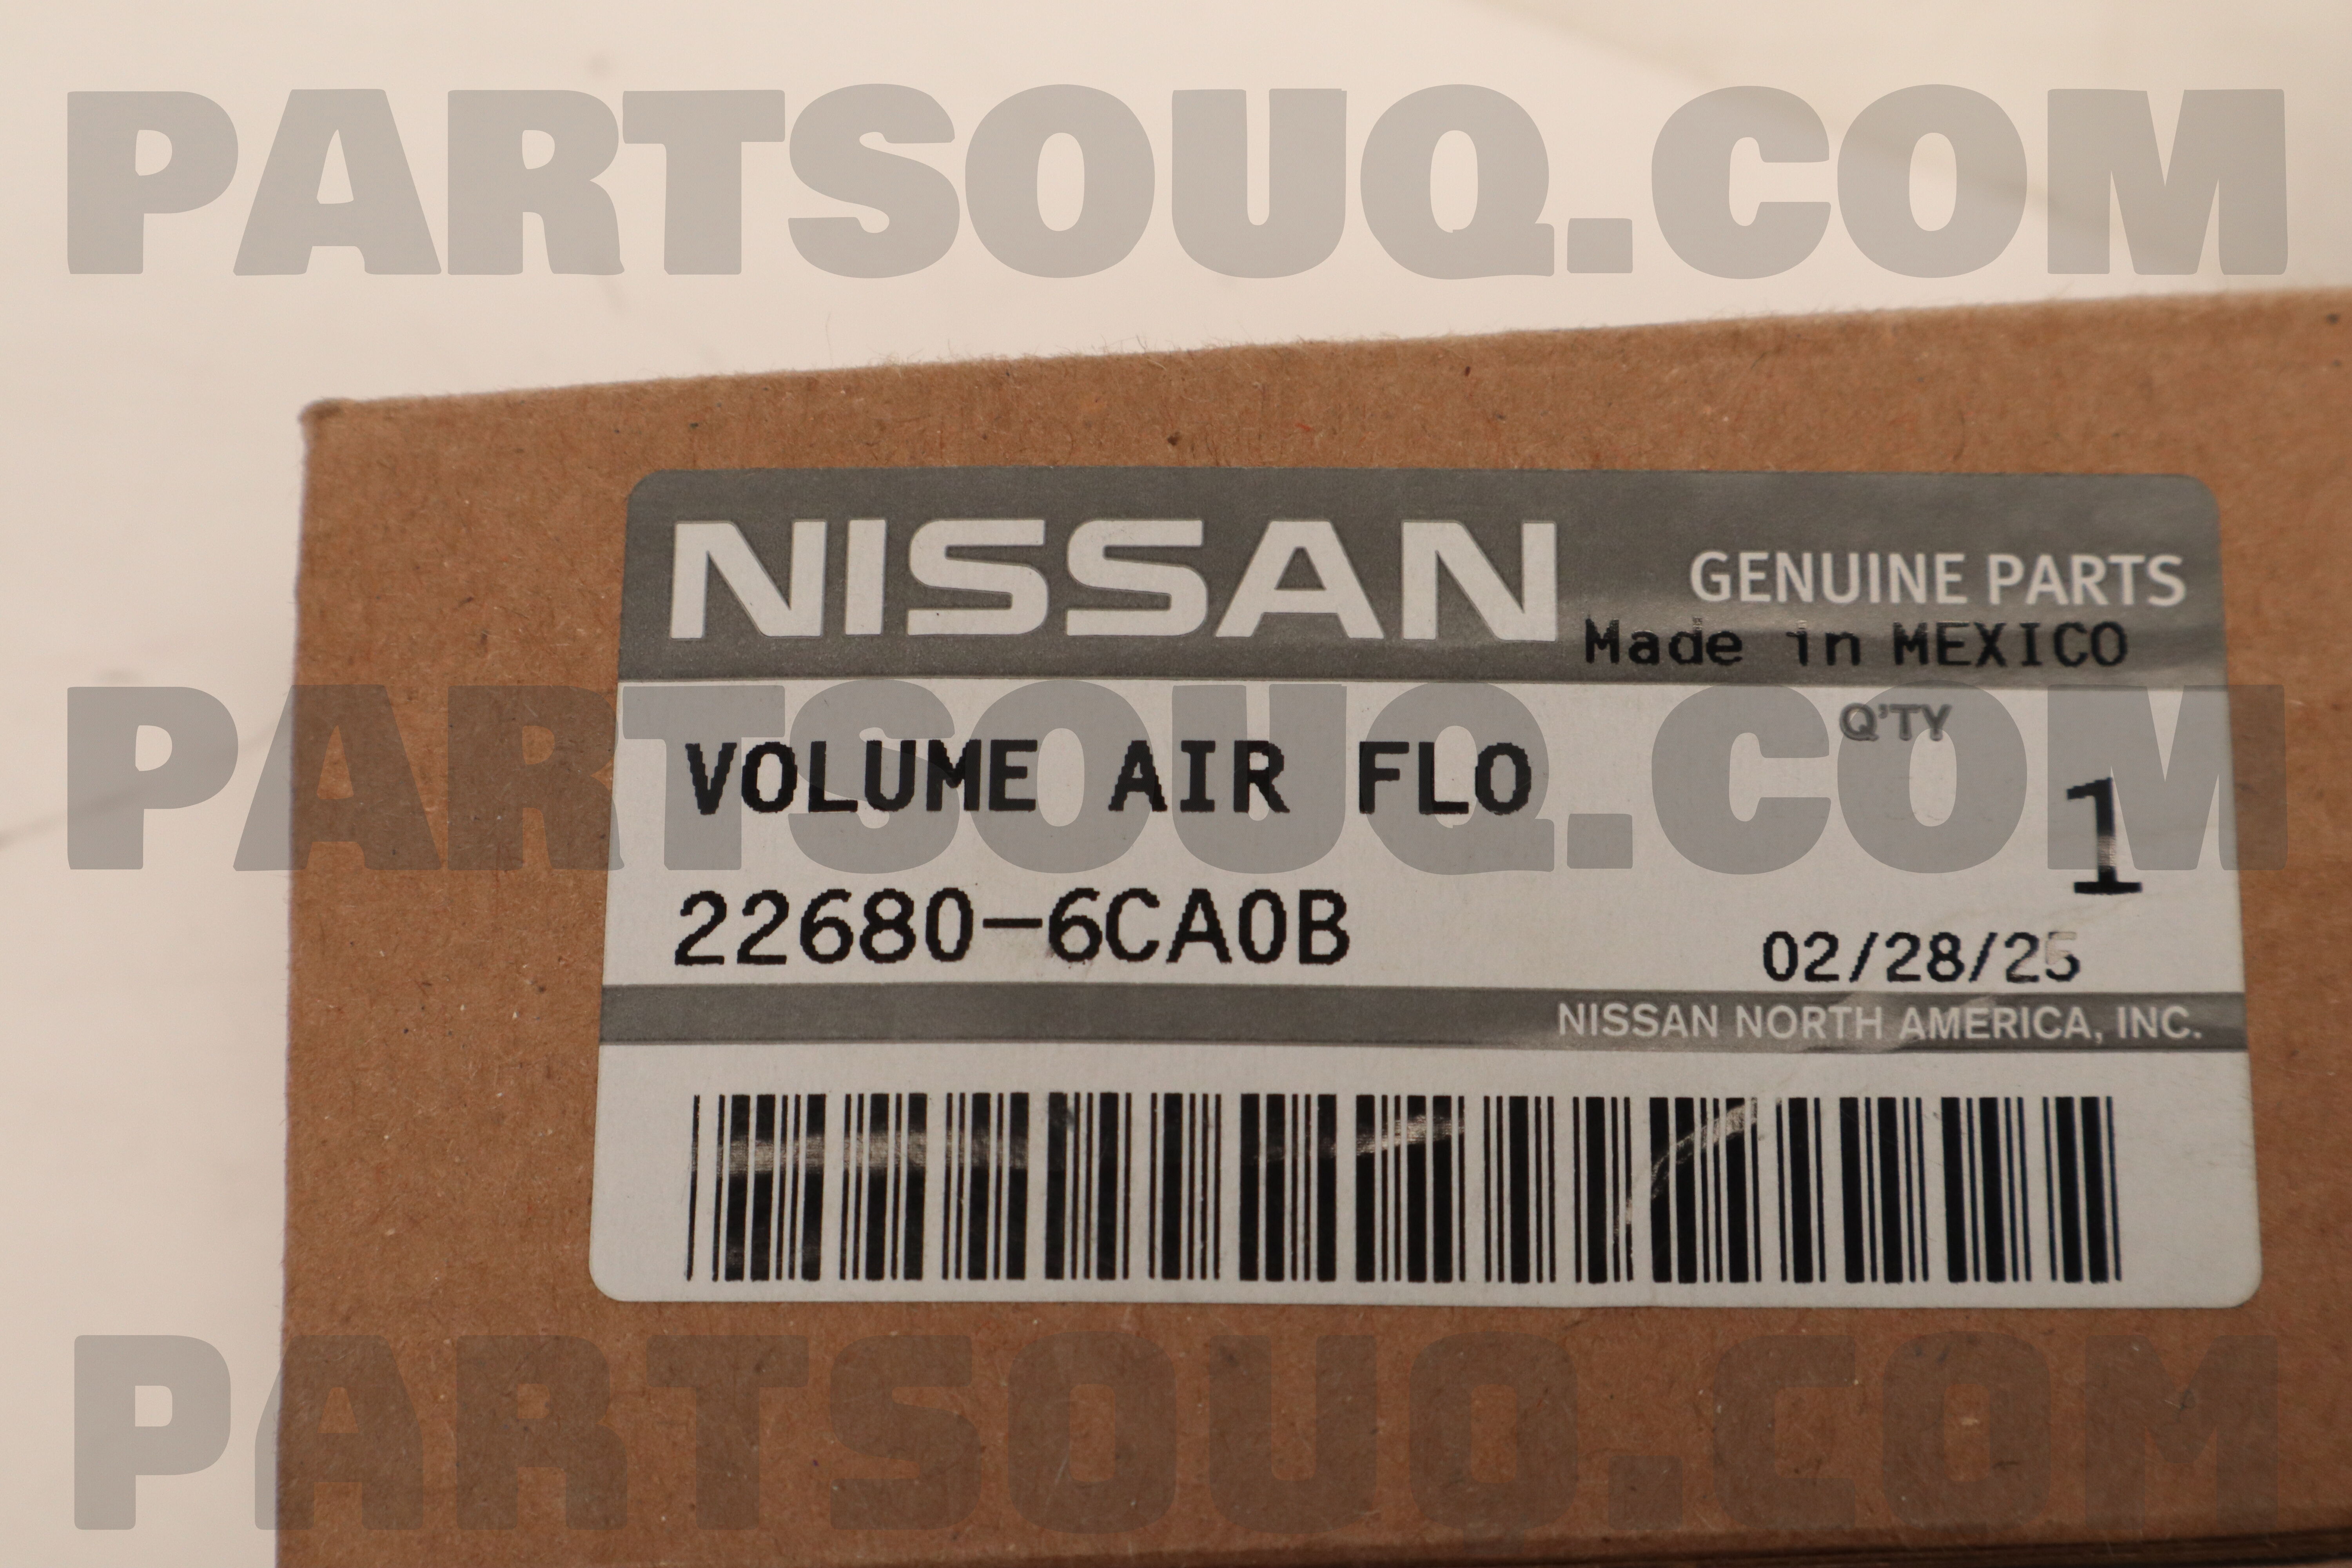 PARTSOUQ.COM
NISSAN
GENUINE PARTS
Made in MEXICO
PARTSOUQ.COM
Q'TY
VOLUME AIR FLO
1
22680-6CA0B
02/28/25
NISSAN NORTH AMERICA, INC.
PARTSOUQ.COM